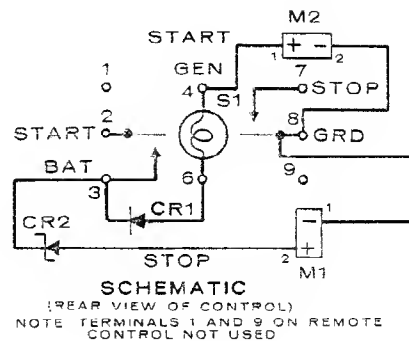 M2
START
+ -
1 2
1
GEN
7
4
S1
STOP
2
8
START
GRD
BAT
9
3
6
CR1
1
CR2
-
+
STOP
2
M1
SCHEMATIC
(REAR VIEW OF CONTROL)
NOTE TERMINALS 1 AND 9 ON REMOTE
CONTROL NOT USED